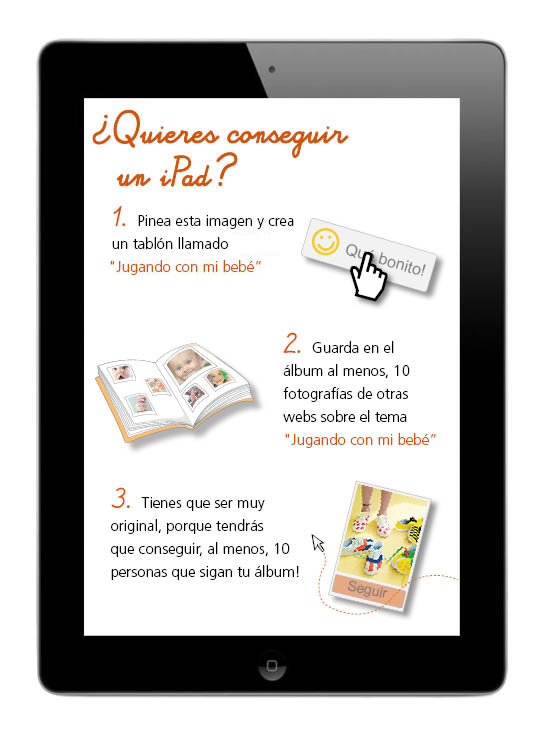 ¿Quieres conseguir
un iPad?
1. Pinea esta imagen y crea
un tablón llamado
"Jugando con mi bebé”
Qué bonito!
2. Guarda en el
álbum al menos, 10
fotografías de otras
webs sobre el tema
"Jugando con mi bebé”
3. Tienes que ser muy
original, porque tendrás
que conseguir, al menos, 10
personas que sigan tu álbum!
Seguir